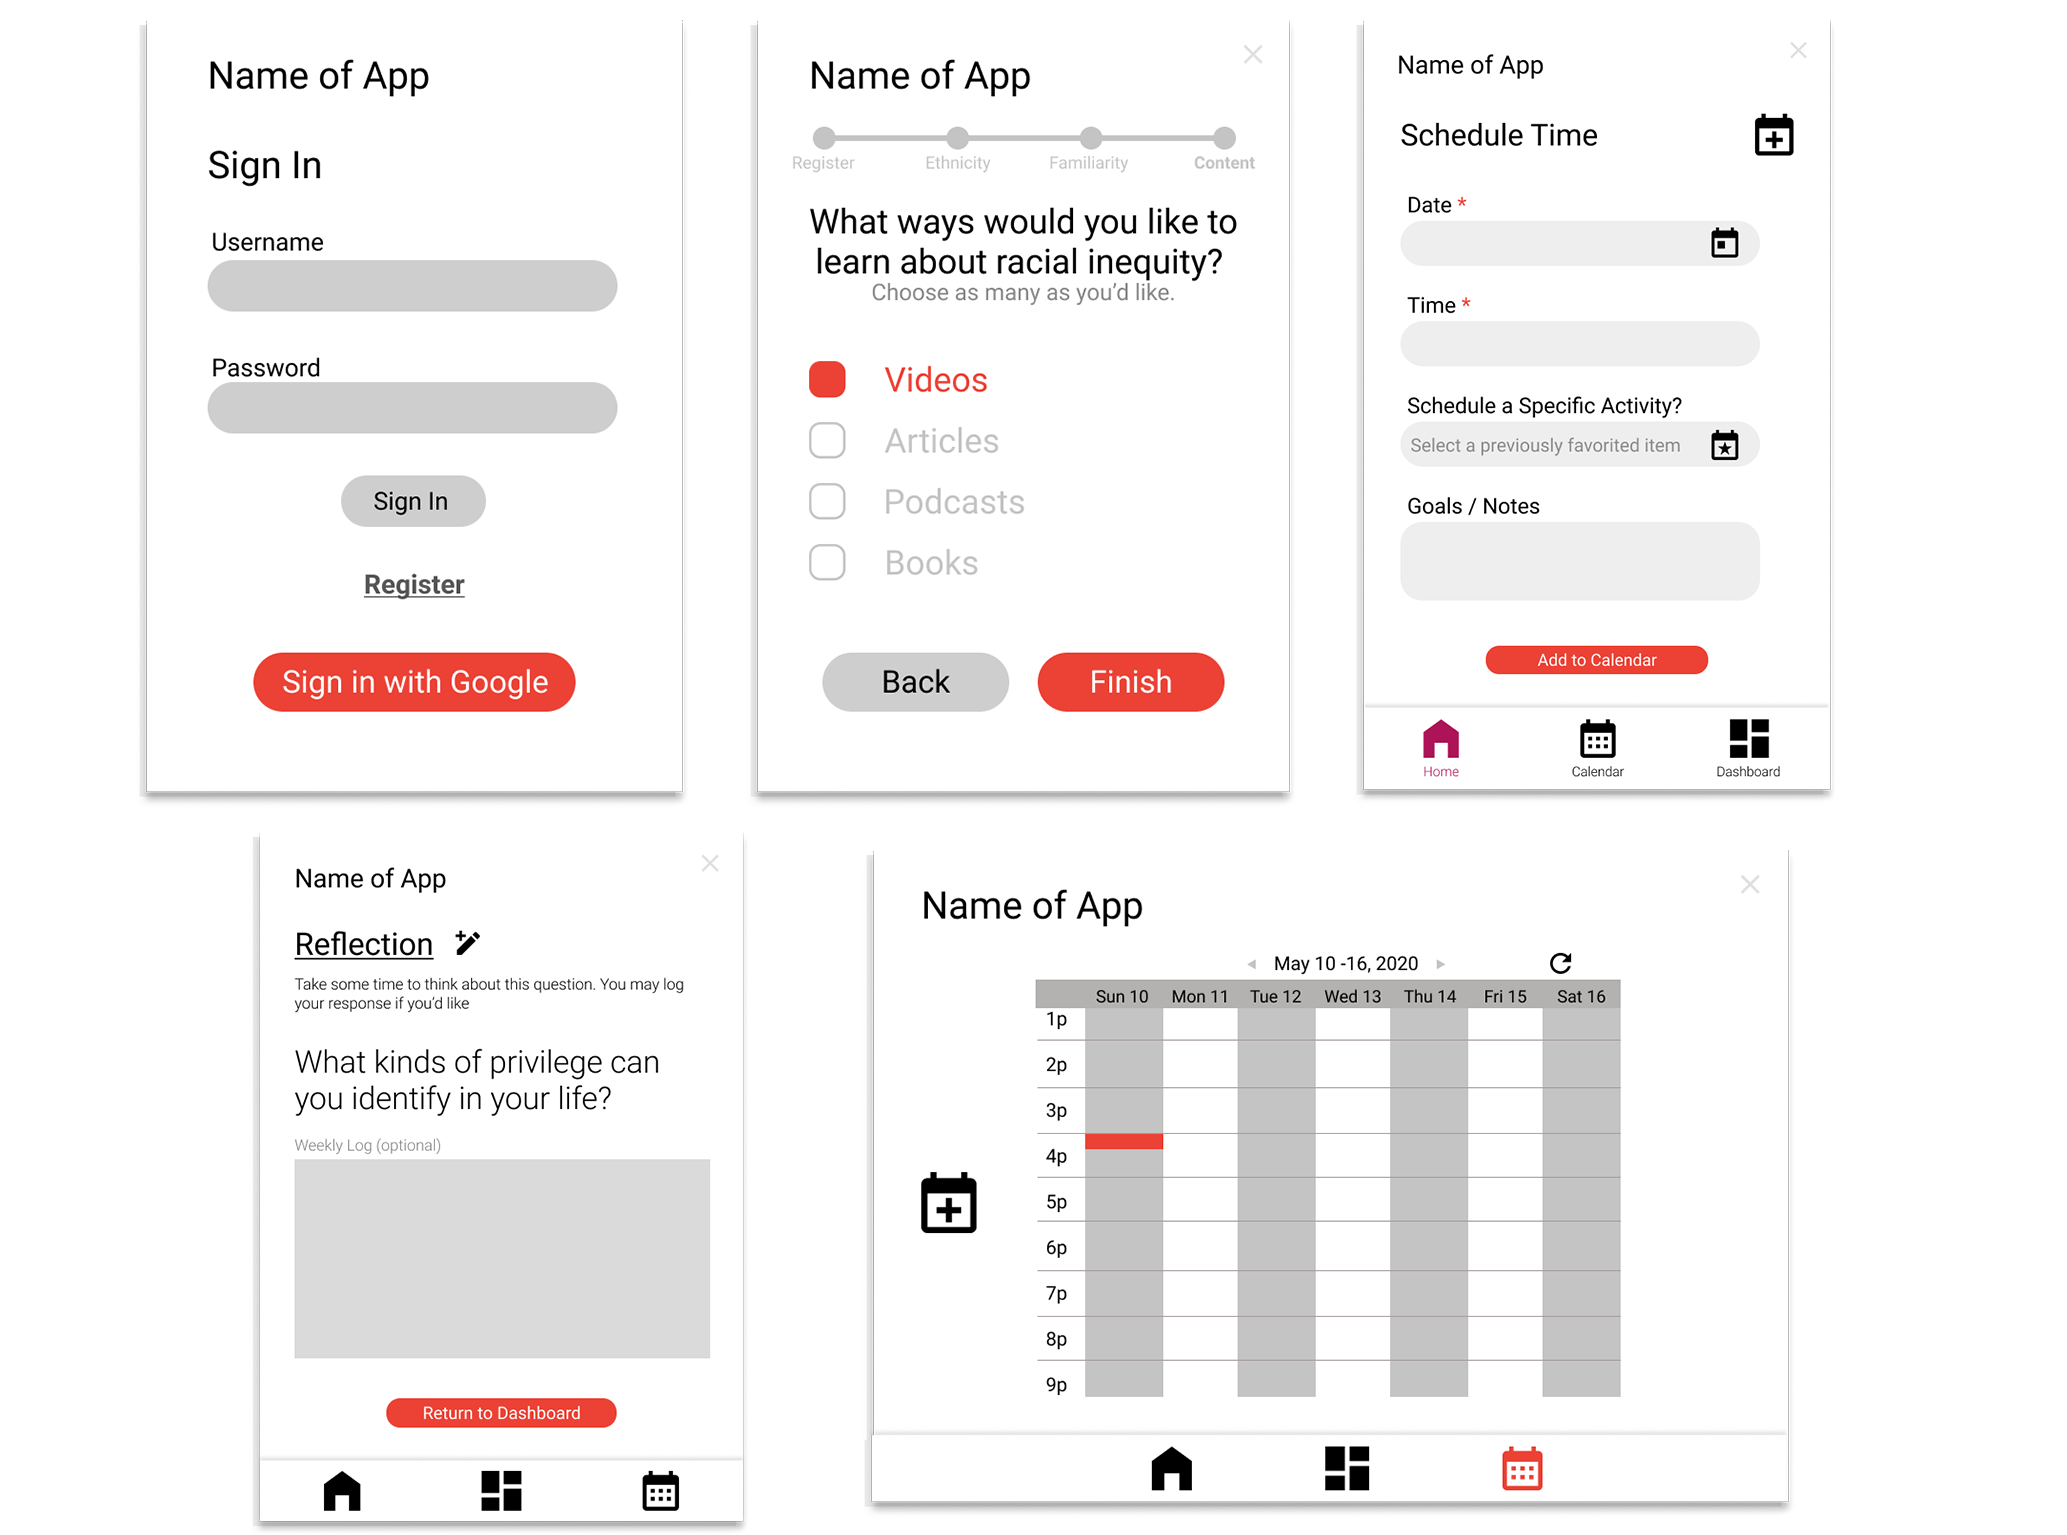 Name of App
Sign In
Username
Password
Sign In
Register
Sign in with Google
Name of App
Register Ethnicity Familiarity Content
What ways would you like to
learn about racial inequity?
Choose as many as you'd like.
Videos
Articles
Podcasts
Books
Back Finish
Name of App
Schedule Time
Date *
Time *
Schedule a Specific Activity?
Select a previously favorited item
Goals / Notes
Add to Calendar
Home Calendar Dashboard
Name of App
Reflection
Take some time to think about this question. You may log
your response if you'd like
What kinds of privilege can
you identify in your life?
Weekly Log (optional)
Return to Dashboard
Name of App
May 10 -16, 2020
Sun 10 Mon 11 Tue 12 Wed 13 Thu 14 Fri 15 Sat 16
1p
2p
3p
4p
5p
6p
7p
8p
9p